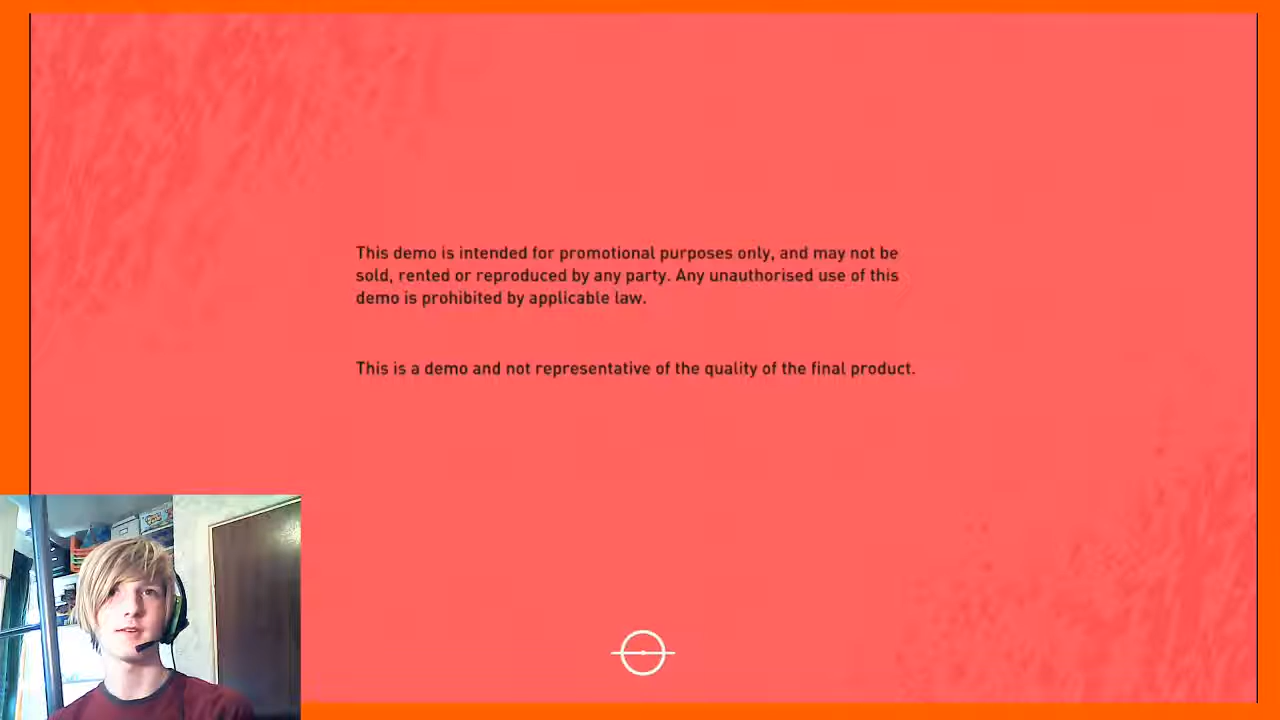 This demo is intended for promotional purposes only, and may not be
sold, rented or reproduced by any party. Any unauthorised use of this
demo is prohibited by applicable law.
This is a demo and not representative of the quality of the final product.